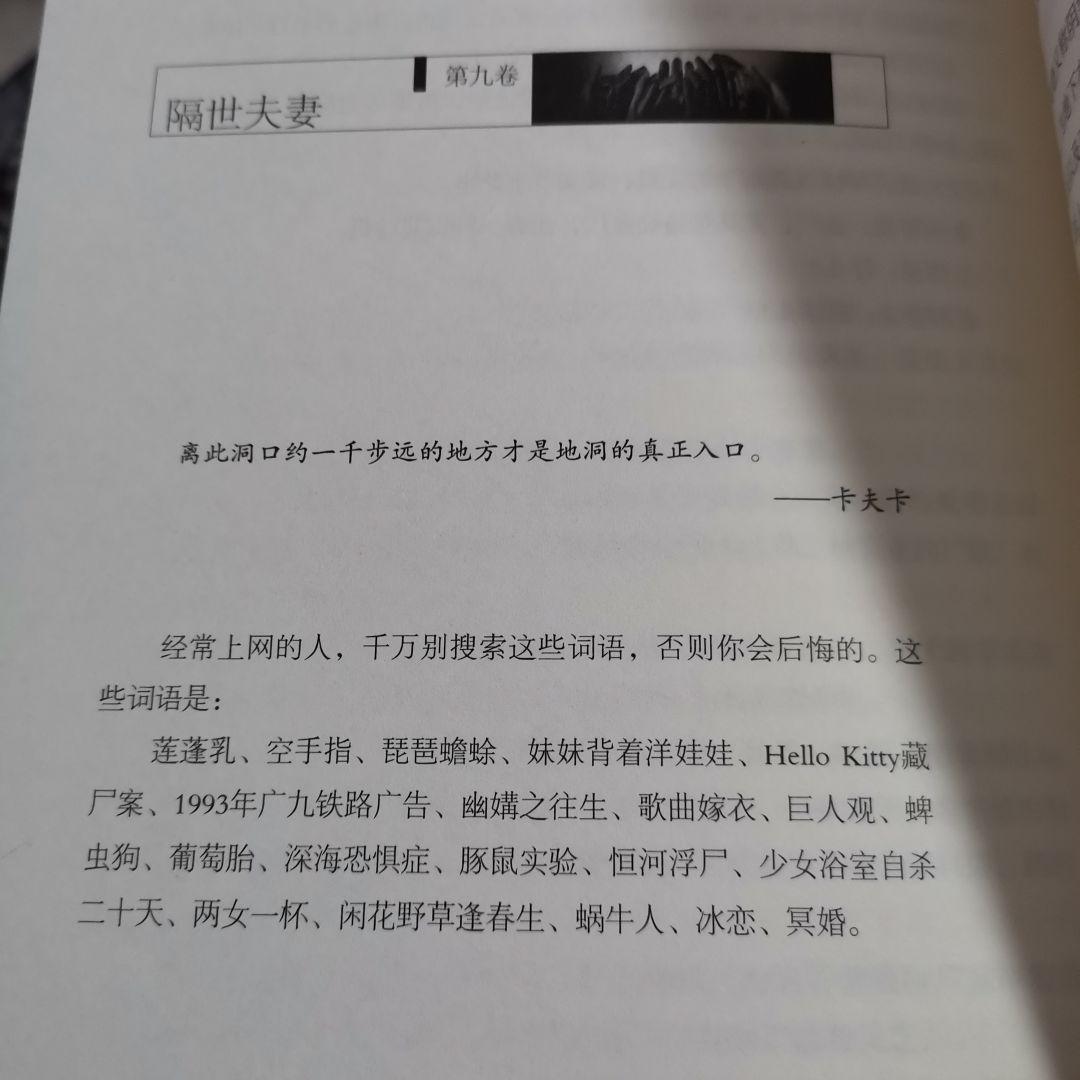 第九卷
隔世夫妻
离此洞口约一千步远的地方才是地洞的真正入口。
——卡夫卡
经常上网的人，千万别搜索这些词语，否则你会后悔的。这
些词语是：
莲蓬乳、空手指、琵琶蟾蜍、妹妹背着洋娃娃、Hello Kitty藏
尸案、1993年广九铁路广告、幽媾之往生、歌曲嫁衣、巨人观、蜱
虫狗、葡萄胎、深海恐惧症、豚鼠实验、恒河浮尸、少女浴室自杀
二十天、两女一杯、闲花野草逢春生、蜗牛人、冰恋、冥婚。